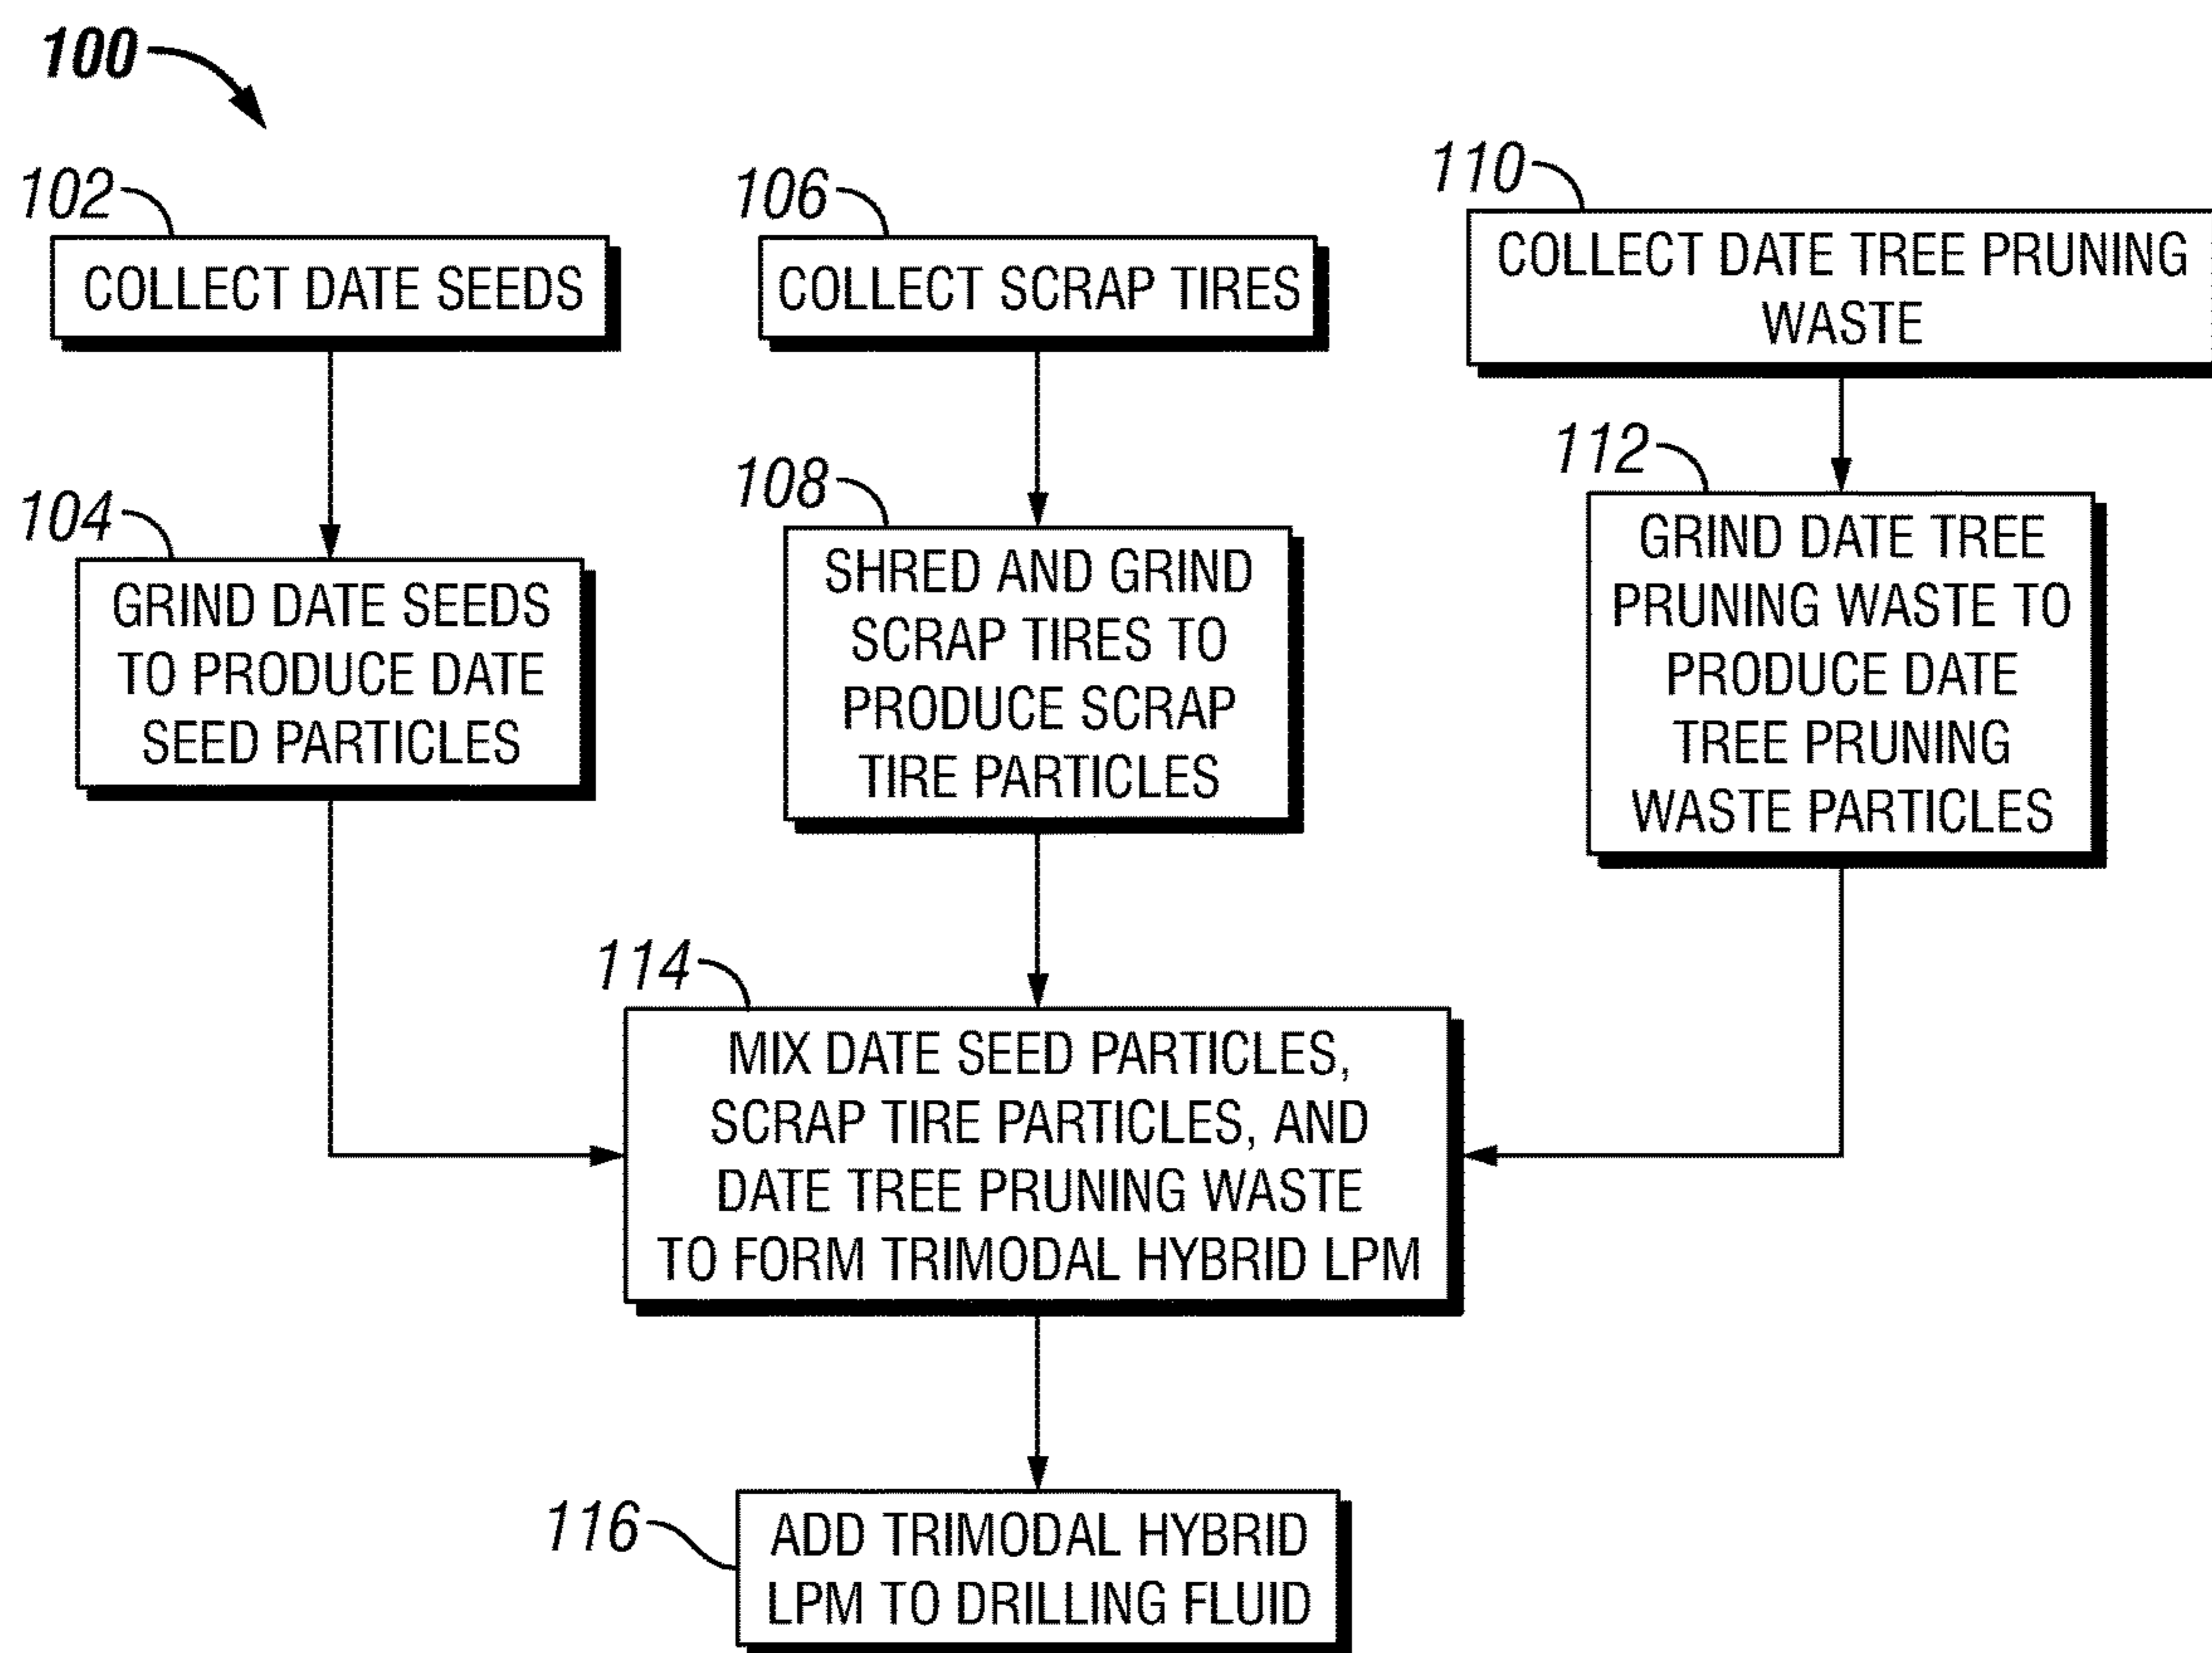 100
102
COLLECT DATE SEEDS
106
COLLECT SCRAP TIRES
110
COLLECT DATE TREE PRUNING
WASTE
104
GRIND DATE SEEDS
TO PRODUCE DATE
SEED PARTICLES
108
SHRED AND GRIND
SCRAP TIRES TO
PRODUCE SCRAP
TIRE PARTICLES
112
GRIND DATE TREE
PRUNING WASTE TO
PRODUCE DATE
TREE PRUNING
WASTE PARTICLES
114
MIX DATE SEED PARTICLES,
SCRAP TIRE PARTICLES, AND
DATE TREE PRUNING WASTE
TO FORM TRIMODAL HYBRID LPM
116
ADD TRIMODAL HYBRID
LPM TO DRILLING FLUID